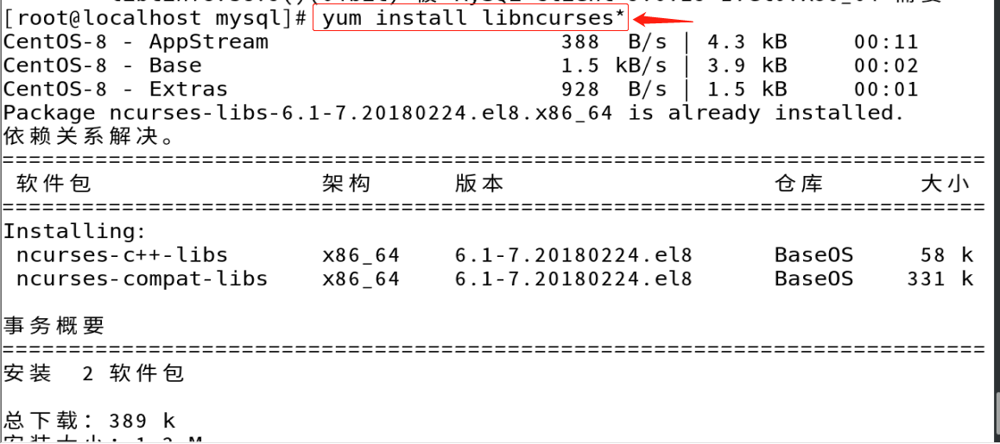 [root@localhost mysql]# yum install libncurses*
CentOS-8 - AppStream 388 B/s | 4.3 kB 00:11
CentOS-8 - Base 1.5 kB/s | 3.9 kB 00:02
CentOS-8 - Extras 928 B/s | 1.5 kB 00:01
Package ncurses-libs-6.1-7.20180224.el8.x86_64 is already installed.
依赖关系解决。
================================================================================
软件包 架构 版本 仓库 大小
================================================================================
Installing:
ncurses-c++-libs x86_64 6.1-7.20180224.el8 BaseOS 58 k
ncurses-compat-libs x86_64 6.1-7.20180224.el8 BaseOS 331 k
事务概要
================================================================================
安装 2 软件包
总下载：389 k